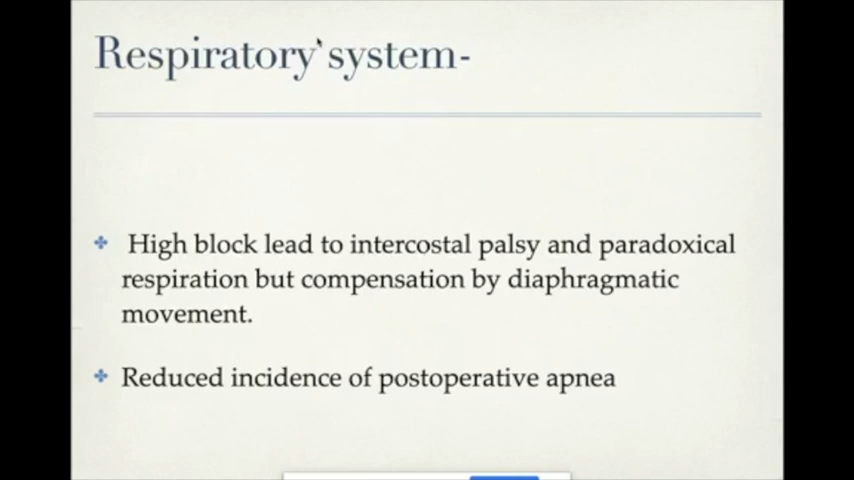 Respiratory system-
High block lead to intercostal palsy and paradoxical
respiration but compensation by diaphragmatic
movement.
Reduced incidence of postoperative apnea